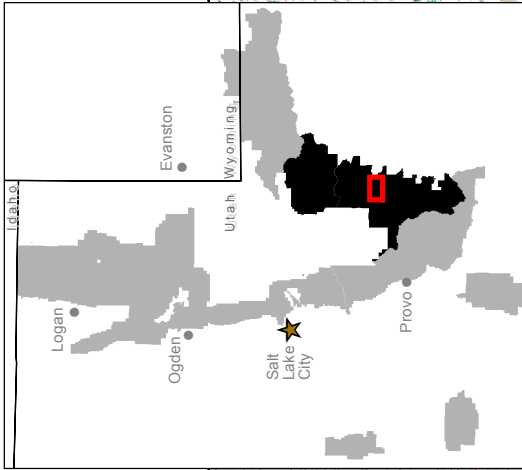 Idaho
Utah
Wyoming
Evanston
Logan
Ogden
Salt
Lake
City
Provo